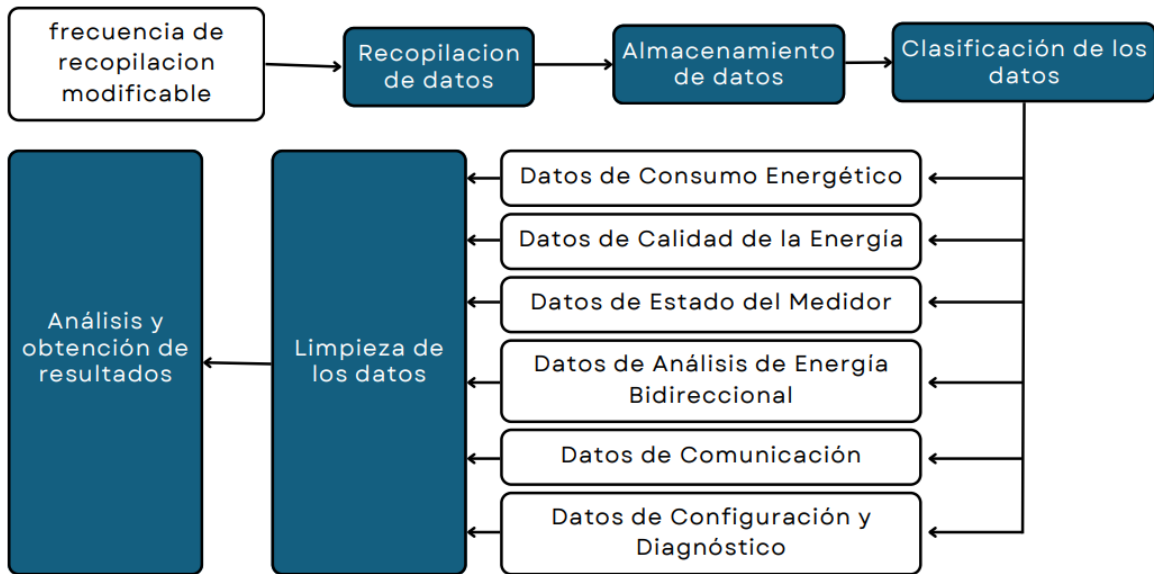 frecuencia de
recopilacion
modificable
Recopilacion
de datos
Almacenamiento
de datos
Clasificación de los
datos
Datos de Consumo Energético
Datos de Calidad de la Energía
Datos de Estado del Medidor
Datos de Análisis de Energía
Bidireccional
Datos de Comunicación
Datos de Configuración y
Diagnóstico
Limpieza de
los datos
Análisis y
obtención de
resultados